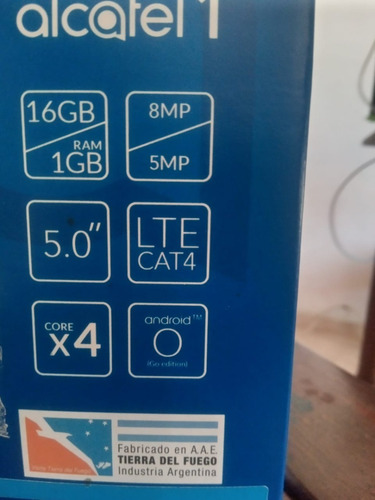 alcatel 1
16GB
RAM
1GB
8MP
5MP
5.0"
LTE
CAT4
CORE
x4
android™
(Go edition)
Fabricado en A.A.E.
TIERRA DEL FUEGO
Industria Argentina